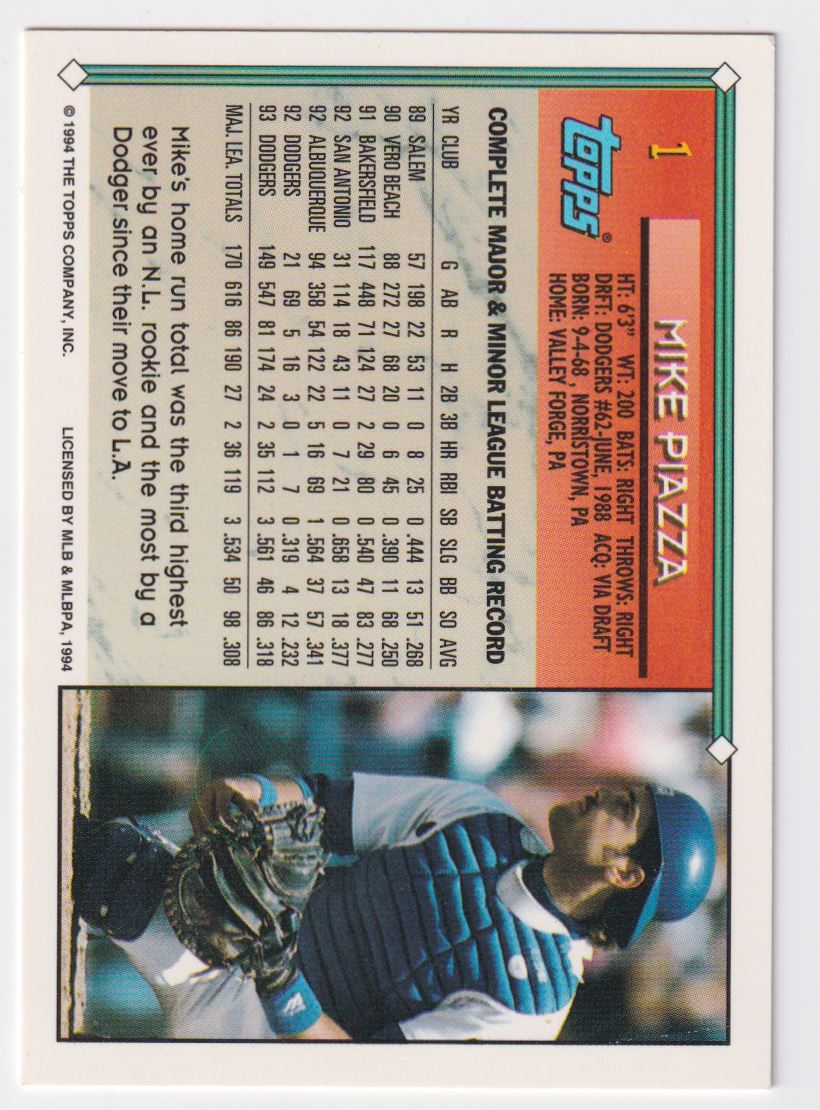 1
MIKE PIAZZA
TOPPS®
HT: 6'3" WT: 200 BATS: RIGHT THROWS: RIGHT
DRFT: DODGERS #62-JUNE, 1988 ACQ: VIA DRAFT
BORN: 9-4-68, NORRISTOWN, PA
HOME: VALLEY FORGE, PA
COMPLETE MAJOR & MINOR LEAGUE BATTING RECORD
YR CLUB G AB R H 2B 3B HR RBI SB SLG BB SO AVG
89 SALEM 57 198 22 53 11 0 8 25 0 .444 13 51 .268
90 VERO BEACH 88 272 27 68 20 0 6 45 0 .390 11 68 .250
91 BAKERSFIELD 117 448 71 124 27 2 29 80 0 .540 47 83 .277
92 SAN ANTONIO 31 114 18 43 11 0 7 21 0 .658 13 18 .377
92 ALBUQUERQUE 94 358 54 122 22 5 16 69 1 .564 37 57 .341
92 DODGERS 21 69 5 16 3 0 1 7 0 .319 4 12 .232
93 DODGERS 149 547 81 174 24 2 35 112 3 .561 46 86 .318
MAJ. LEA. TOTALS 170 616 86 190 27 2 36 119 3 .534 50 98 .308
Mike's home run total was the third highest
ever by an N.L. rookie and the most by a
Dodger since their move to L.A.
© 1994 THE TOPPS COMPANY, INC. LICENSED BY MLB & MLBPA, 1994